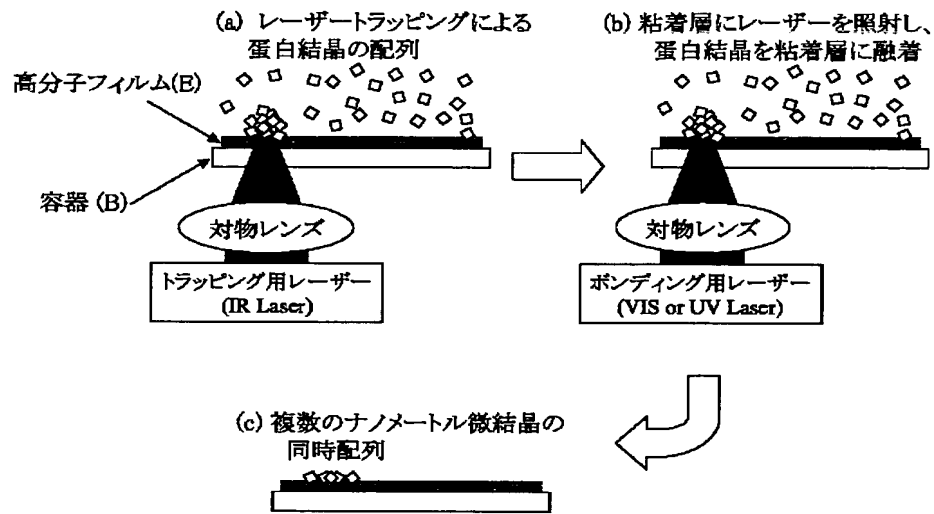 (a) レーザートラッピングによる
蛋白結晶の配列
高分子フィルム(E)
容器 (B)
対物レンズ
トラッピング用レーザー
(IR Laser)
(b) 粘着層にレーザーを照射し、
蛋白結晶を粘着層に融着
対物レンズ
ボンディング用レーザー
(VIS or UV Laser)
(c) 複数のナノメートル微結晶の
同時配列